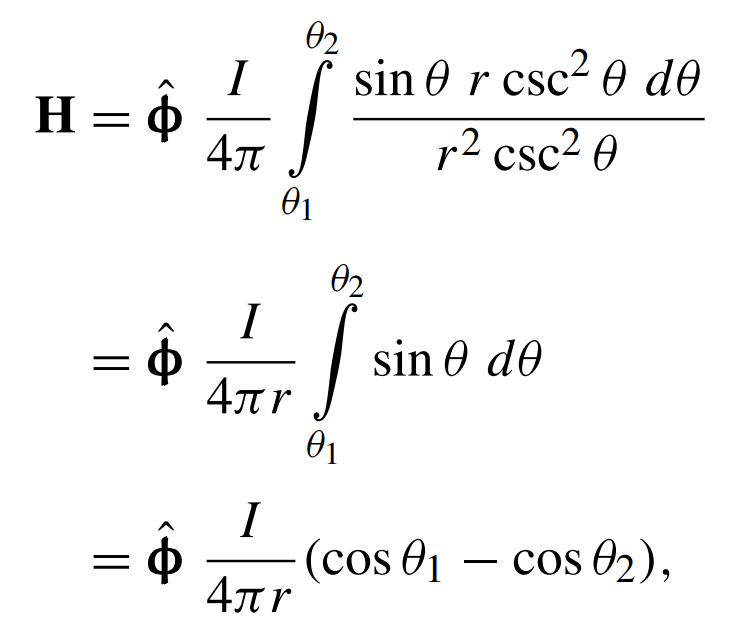 H = φ̂ I/4π ∫_{θ₁}^{θ₂} (sin θ r csc² θ dθ)/(r² csc² θ)
= φ̂ I/4πr ∫_{θ₁}^{θ₂} sin θ dθ
= φ̂ I/4πr (cos θ₁ − cos θ₂),